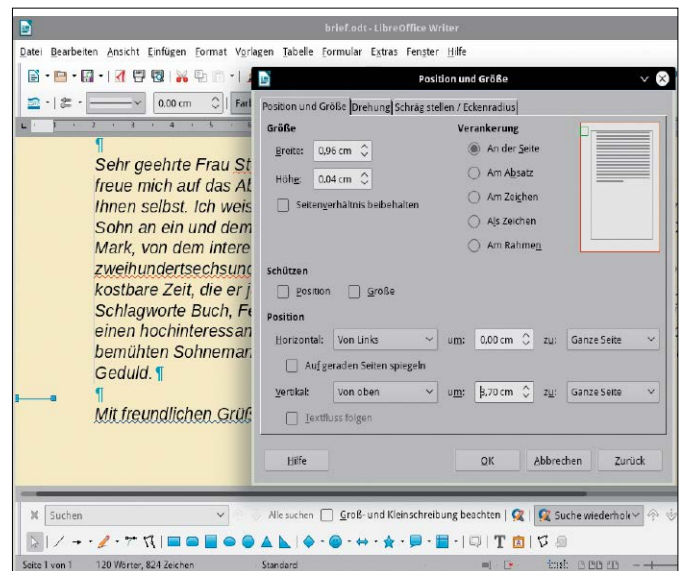 brief.odt - LibreOffice Writer
Datei Bearbeiten Ansicht Einfügen Format Vorlagen Tabelle Formular Extras Fenster Hilfe
Position und Größe
0,00 cm
Position und Größe Drehung Schräg stellen / Eckenradius
Größe
Verankerung
Breite: 0,96 cm
An der Seite
Höhe: 0,04 cm
Am Absatz
Seitenverhältnis beibehalten
Am Zeichen
Als Zeichen
Am Rahmen
Schützen
Position Größe
Position
Horizontal: Von Links um: 0,00 cm zu: Ganze Seite
Auf geraden Seiten spiegeln
Vertikal: Von oben um: 8,70 cm zu: Ganze Seite
Textfluss folgen
Hilfe OK Abbrechen Zurück
¶
Sehr geehrte Frau St
freue mich auf das Ab
Ihnen selbst. Ich weis
Sohn an ein und dem
Mark, von dem intere
zweihundertsechsund
kostbare Zeit, die er j
Schlagworte Buch, Fe
einen hochinteressan
bemühten Sohneman
Geduld.¶
¶
Mit freundlichen Grüß
Suchen Alle suchen Groß- und Kleinschreibung beachten Suche wiederhole
Seite 1 von 1 120 Wörter, 824 Zeichen Standard